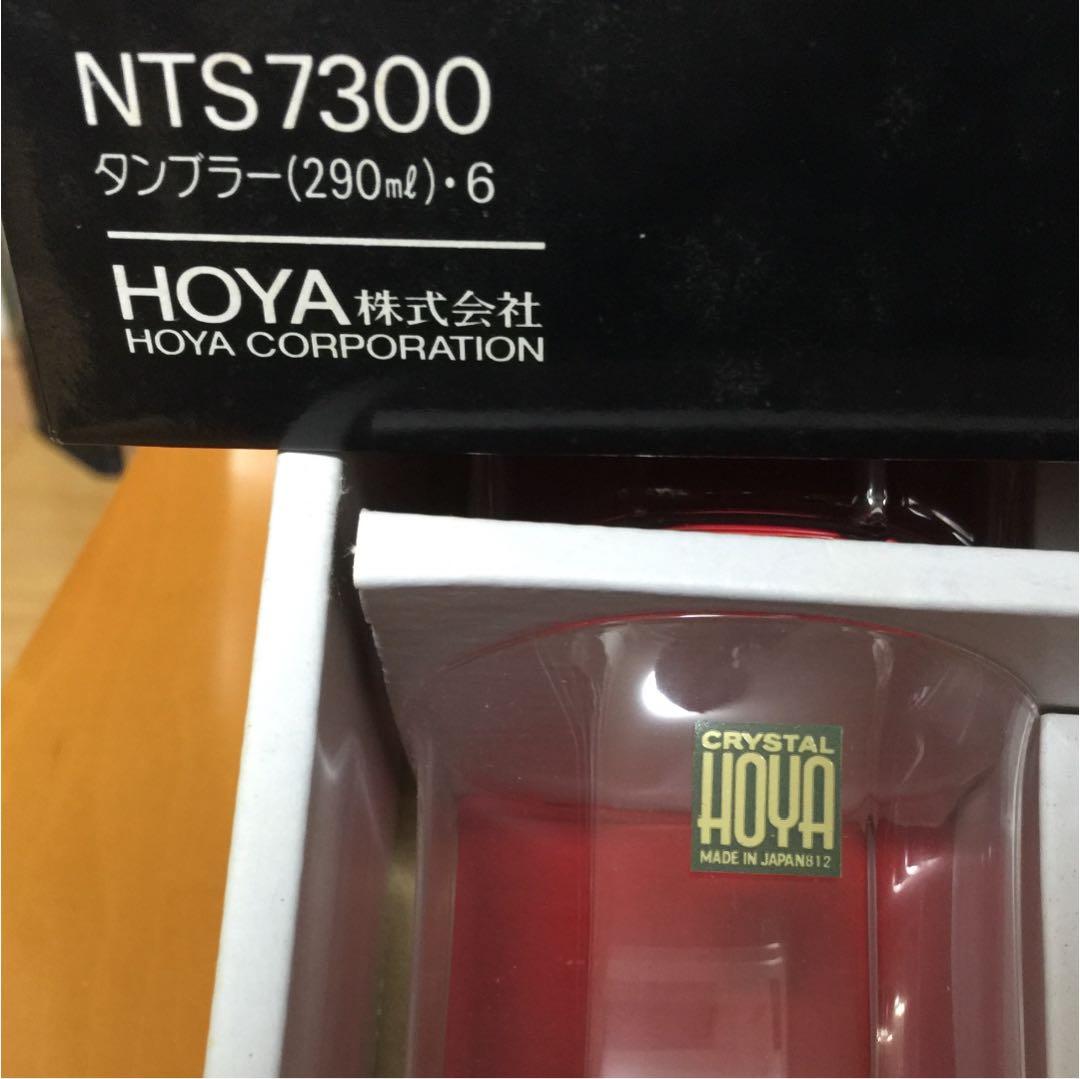 NTS7300
タンブラー(290㎖)・6
HOYA株式会社
HOYA CORPORATION
CRYSTAL
HOYA
MADE IN JAPAN812